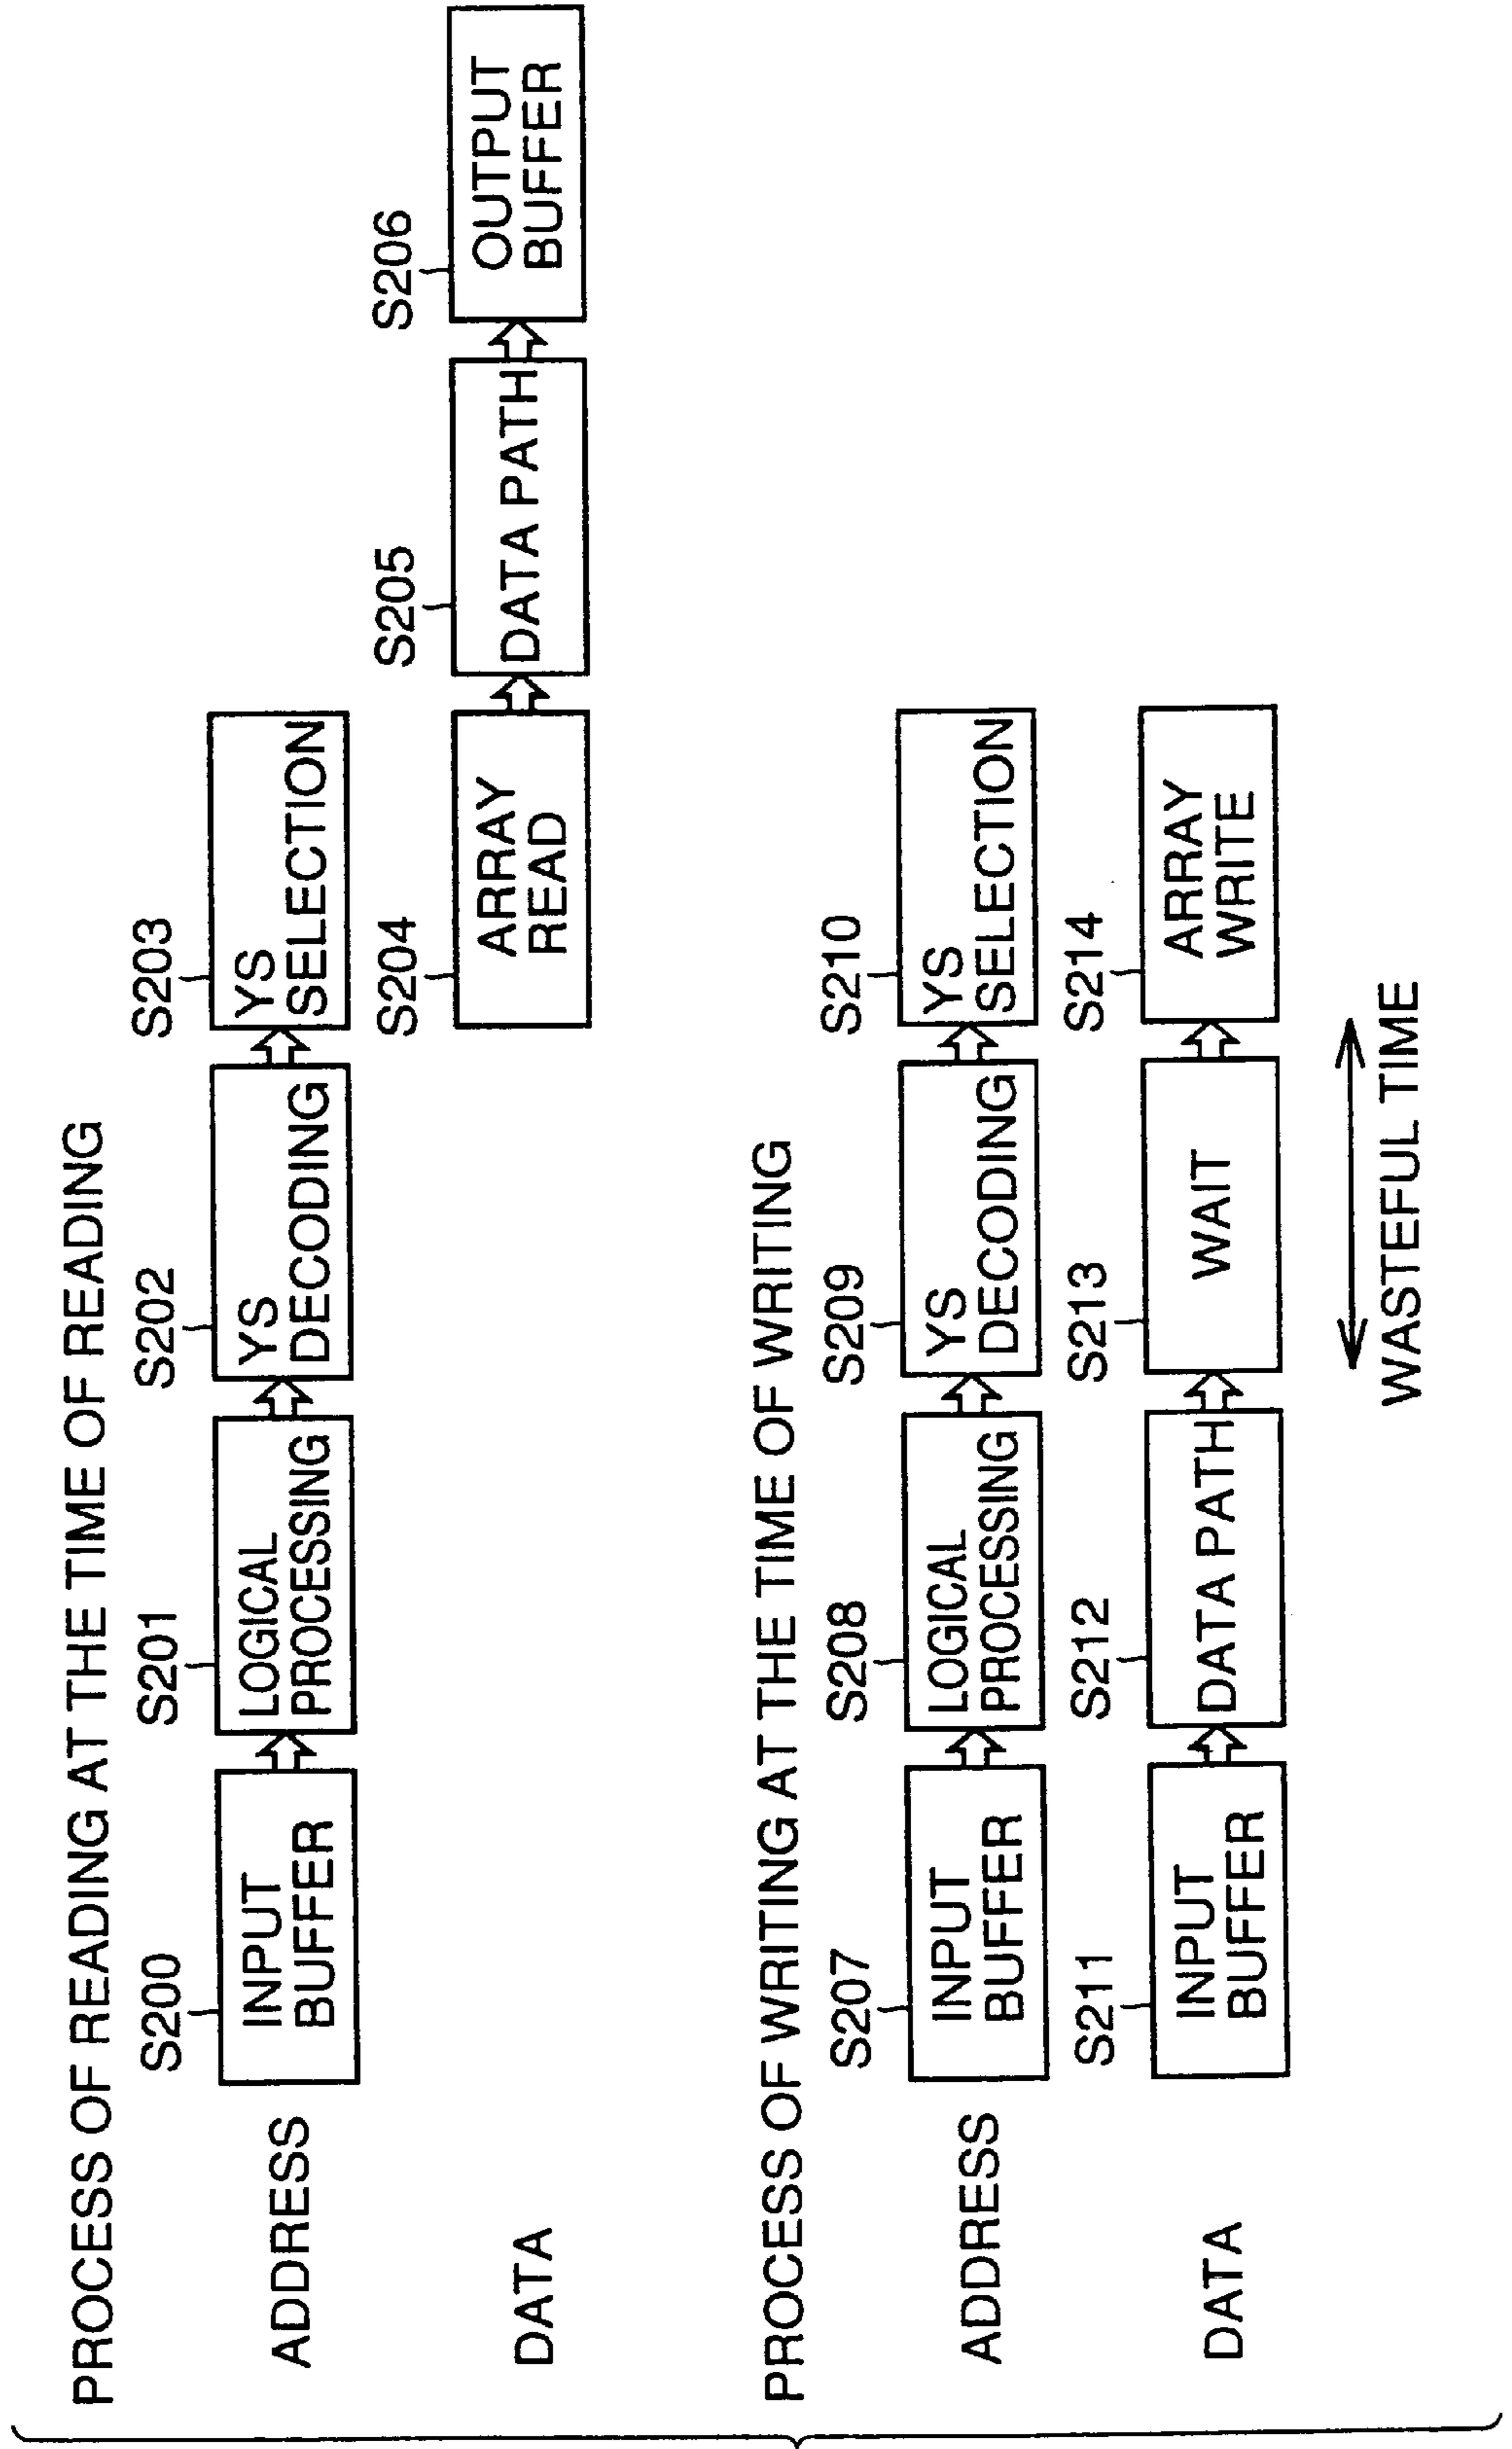 PROCESS OF READING AT THE TIME OF READING
ADDRESS
S200
INPUT
BUFFER
S201
LOGICAL
PROCESSING
S202
YS
DECODING
S203
YS
SELECTION
DATA
S204
ARRAY
READ
S205
DATA PATH
S206
OUTPUT
BUFFER
PROCESS OF WRITING AT THE TIME OF WRITING
ADDRESS
S207
INPUT
BUFFER
S208
LOGICAL
PROCESSING
S209
YS
DECODING
S210
YS
SELECTION
DATA
S211
INPUT
BUFFER
S212
DATA PATH
S213
WAIT
S214
ARRAY
WRITE
WASTEFUL TIME